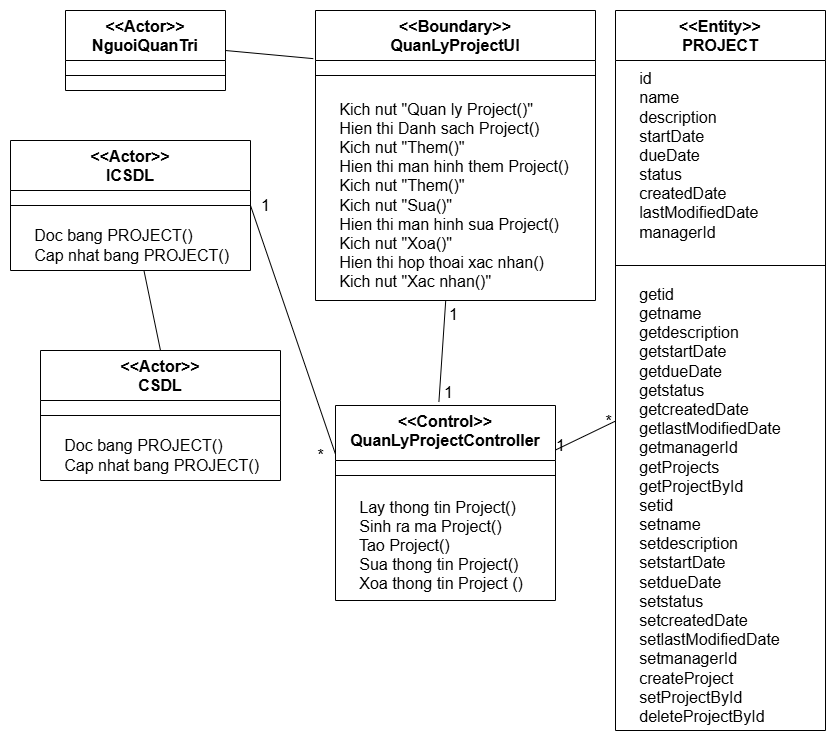 <<Actor>>
NguoiQuanTri
<<Boundary>>
QuanLyProjectUI
Kich nut "Quan ly Project()"
Hien thi Danh sach Project()
Kich nut "Them()"
Hien thi man hinh them Project()
Kich nut "Them()"
Kich nut "Sua()"
Hien thi man hinh sua Project()
Kich nut "Xoa()"
Hien thi hop thoai xac nhan()
Kich nut "Xac nhan()"
<<Entity>>
PROJECT
id
name
description
startDate
dueDate
status
createdDate
lastModifiedDate
managerId
getid
getname
getdescription
getstartDate
getdueDate
getstatus
getcreatedDate
getlastModifiedDate
getmanagerId
getProjects
getProjectById
setid
setname
setdescription
setstartDate
setdueDate
setstatus
setcreatedDate
setlastModifiedDate
setmanagerId
createProject
setProjectById
deleteProjectById
<<Actor>>
ICSDL
Doc bang PROJECT()
Cap nhat bang PROJECT()
1
*
<<Actor>>
CSDL
Doc bang PROJECT()
Cap nhat bang PROJECT()
1
1
<<Control>>
QuanLyProjectController
Lay thong tin Project()
Sinh ra ma Project()
Tao Project()
Sua thong tin Project()
Xoa thong tin Project ()
1
*